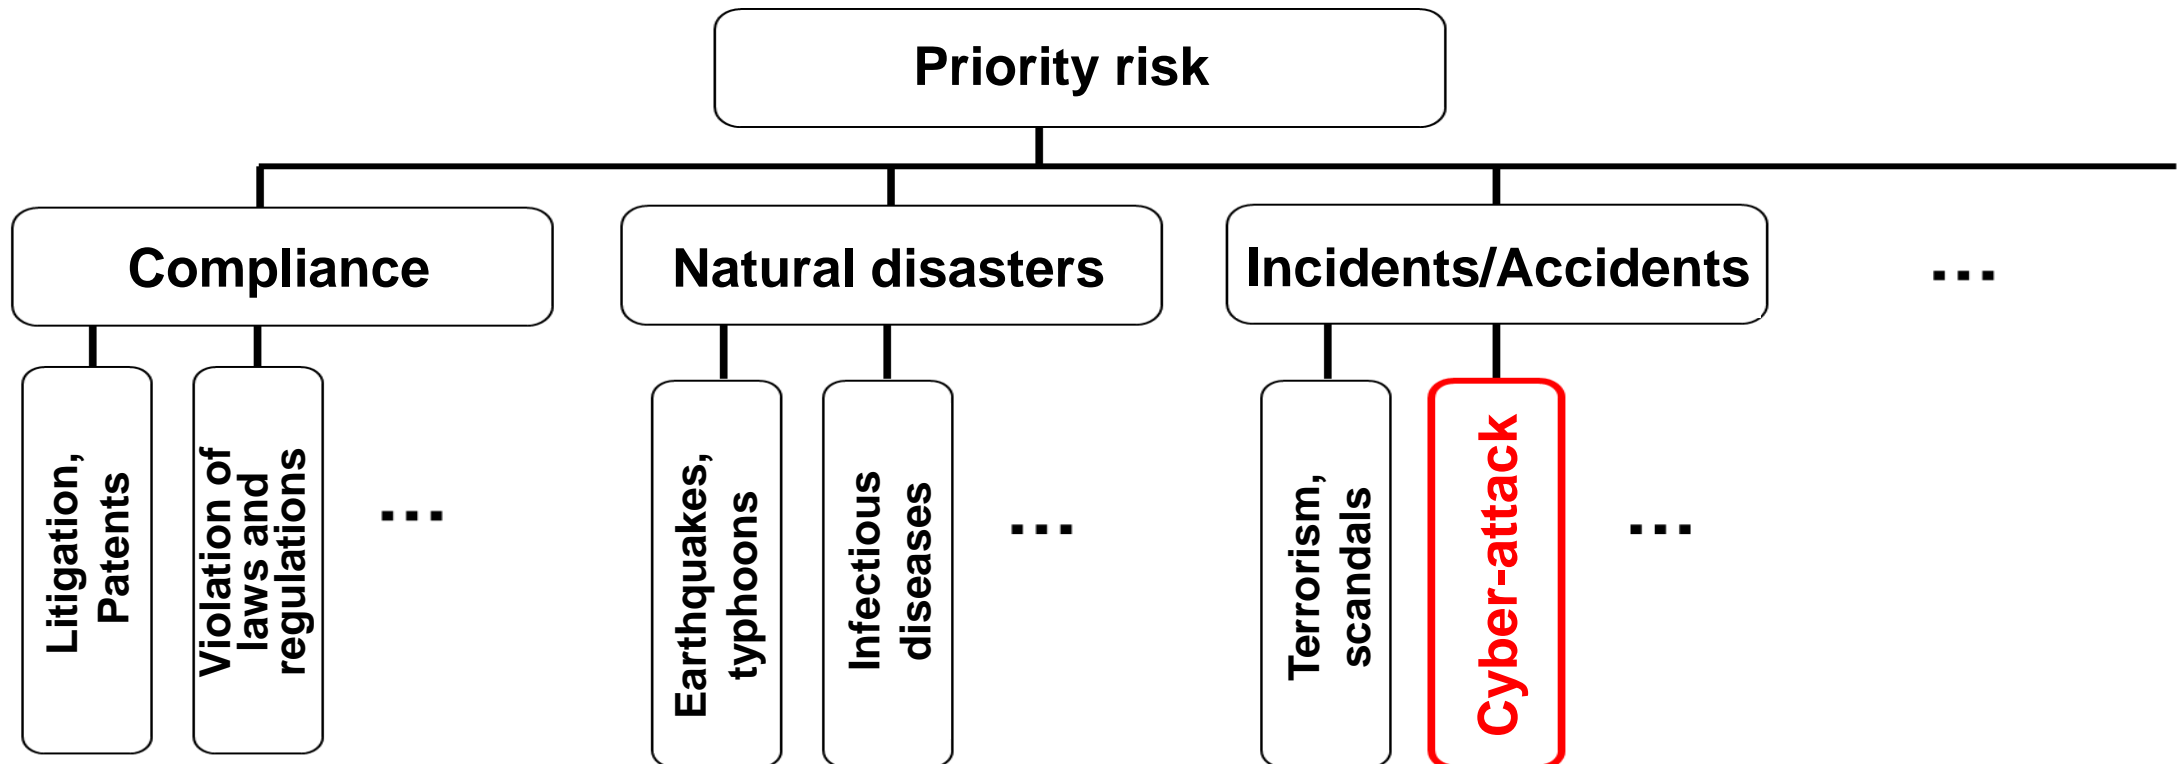 Priority risk
Compliance
Natural disasters
Incidents/Accidents
...
Litigation,
Patents
Violation of
laws and
regulations
...
Earthquakes,
typhoons
Infectious
diseases
...
Terrorism,
scandals
Cyber-attack
...